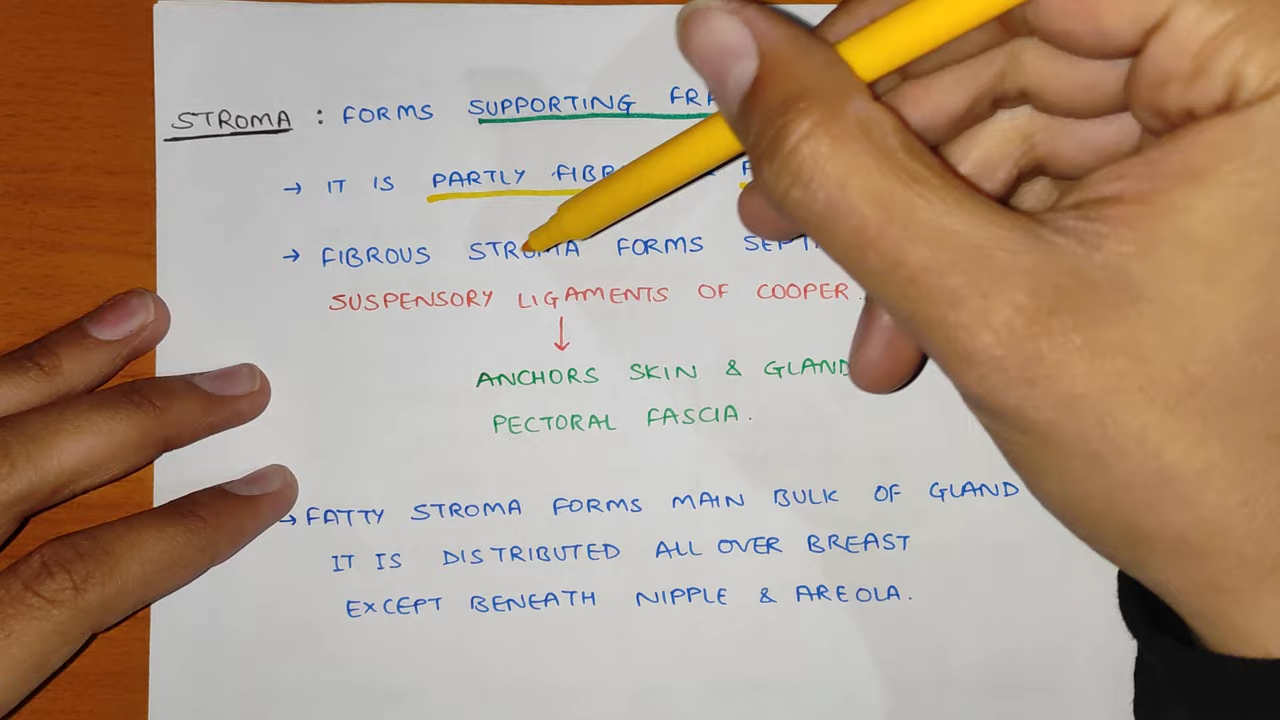 STROMA : FORMS SUPPORTING
→ IT IS PARTLY
→ FIBROUS STROMA FORMS
SUSPENSORY LIGAMENTS OF COOPER.
↓
ANCHORS SKIN & GLAND
PECTORAL FASCIA.
→ FATTY STROMA FORMS MAIN BULK OF GLAND
IT IS DISTRIBUTED ALL OVER BREAST
EXCEPT BENEATH NIPPLE & AREOLA.